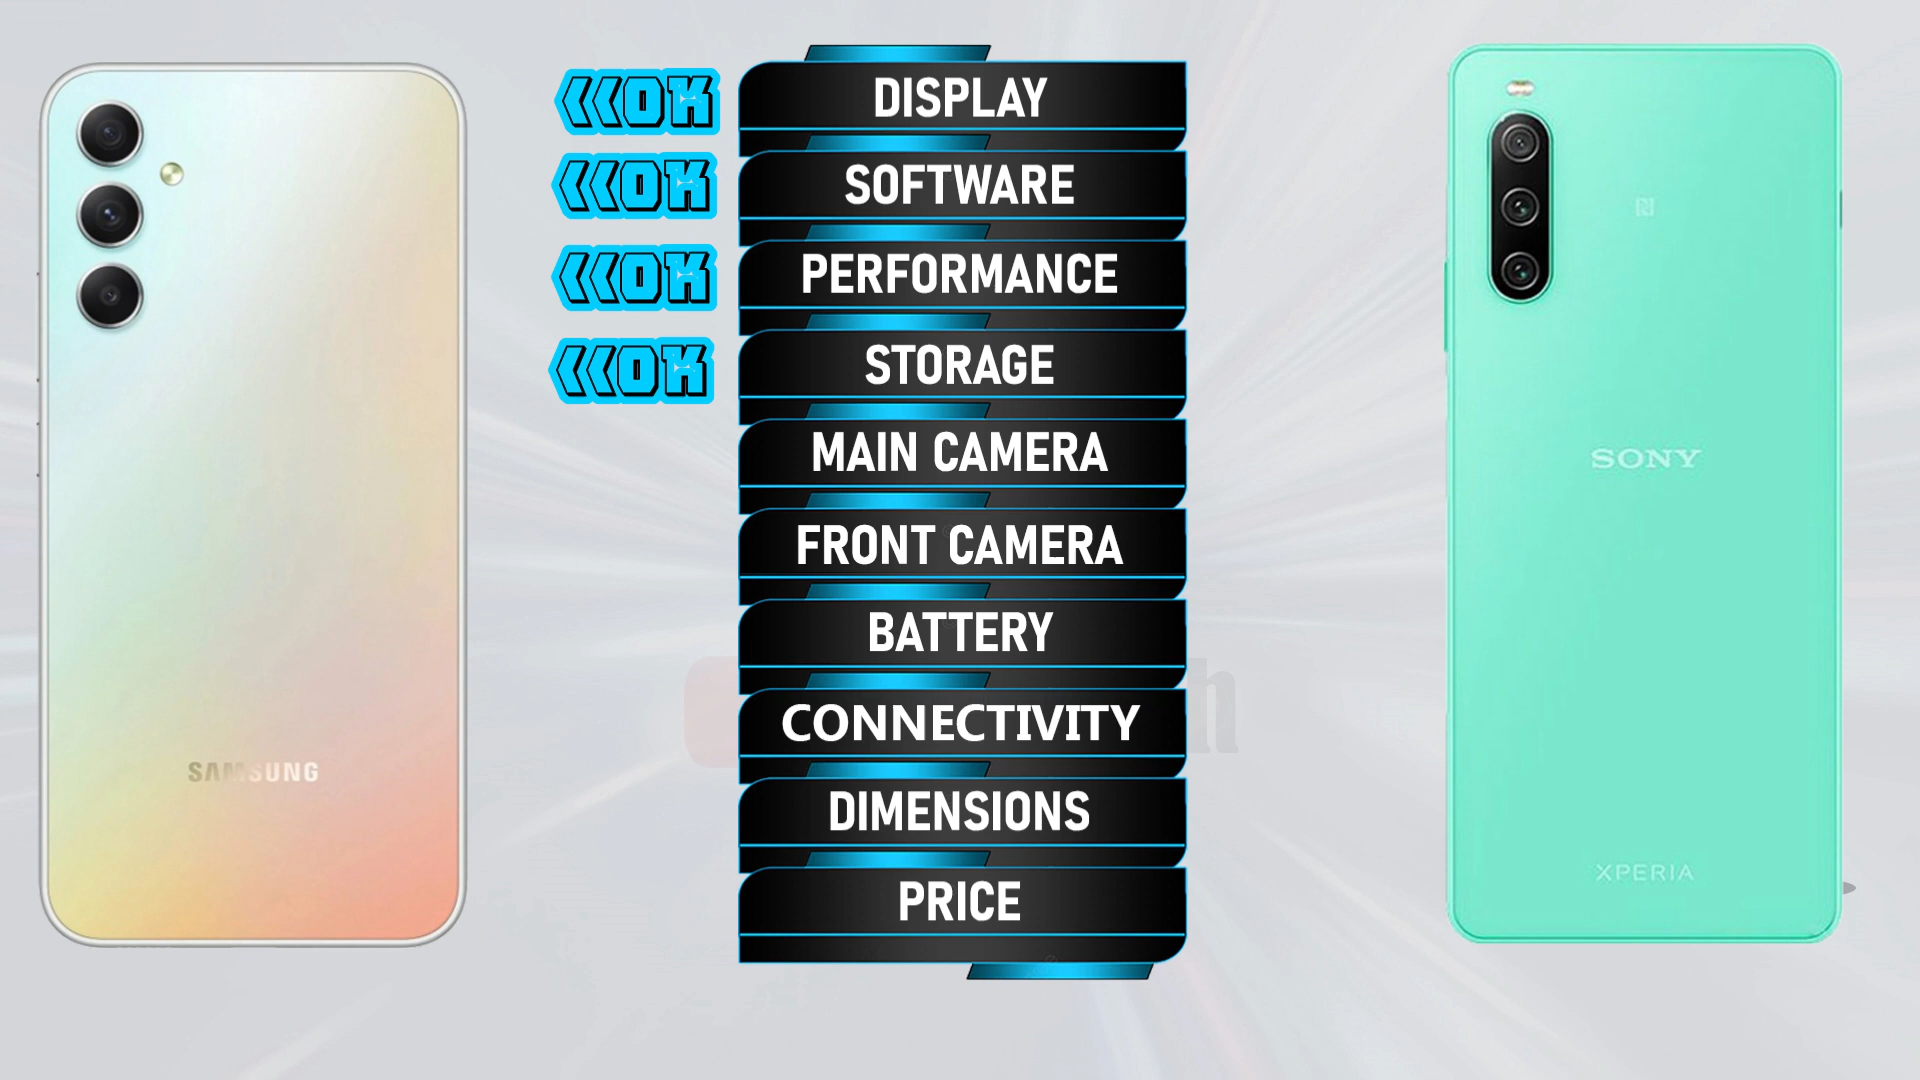 OK DISPLAY
OK SOFTWARE
OK PERFORMANCE
OK STORAGE
MAIN CAMERA
FRONT CAMERA
BATTERY
CONNECTIVITY
DIMENSIONS
PRICE
SAMSUNG
SONY
XPERIA